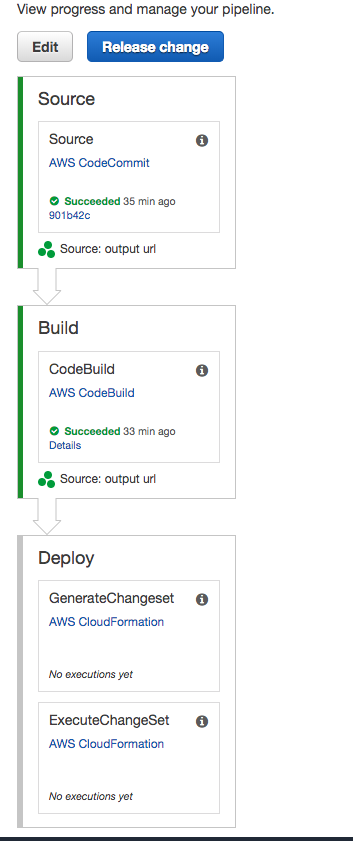 View progress and manage your pipeline.
Edit Release change
Source
Source
AWS CodeCommit
Succeeded 35 min ago
901b42c
Source: output url
Build
CodeBuild
AWS CodeBuild
Succeeded 33 min ago
Details
Source: output url
Deploy
GenerateChangeset
AWS CloudFormation
No executions yet
ExecuteChangeSet
AWS CloudFormation
No executions yet